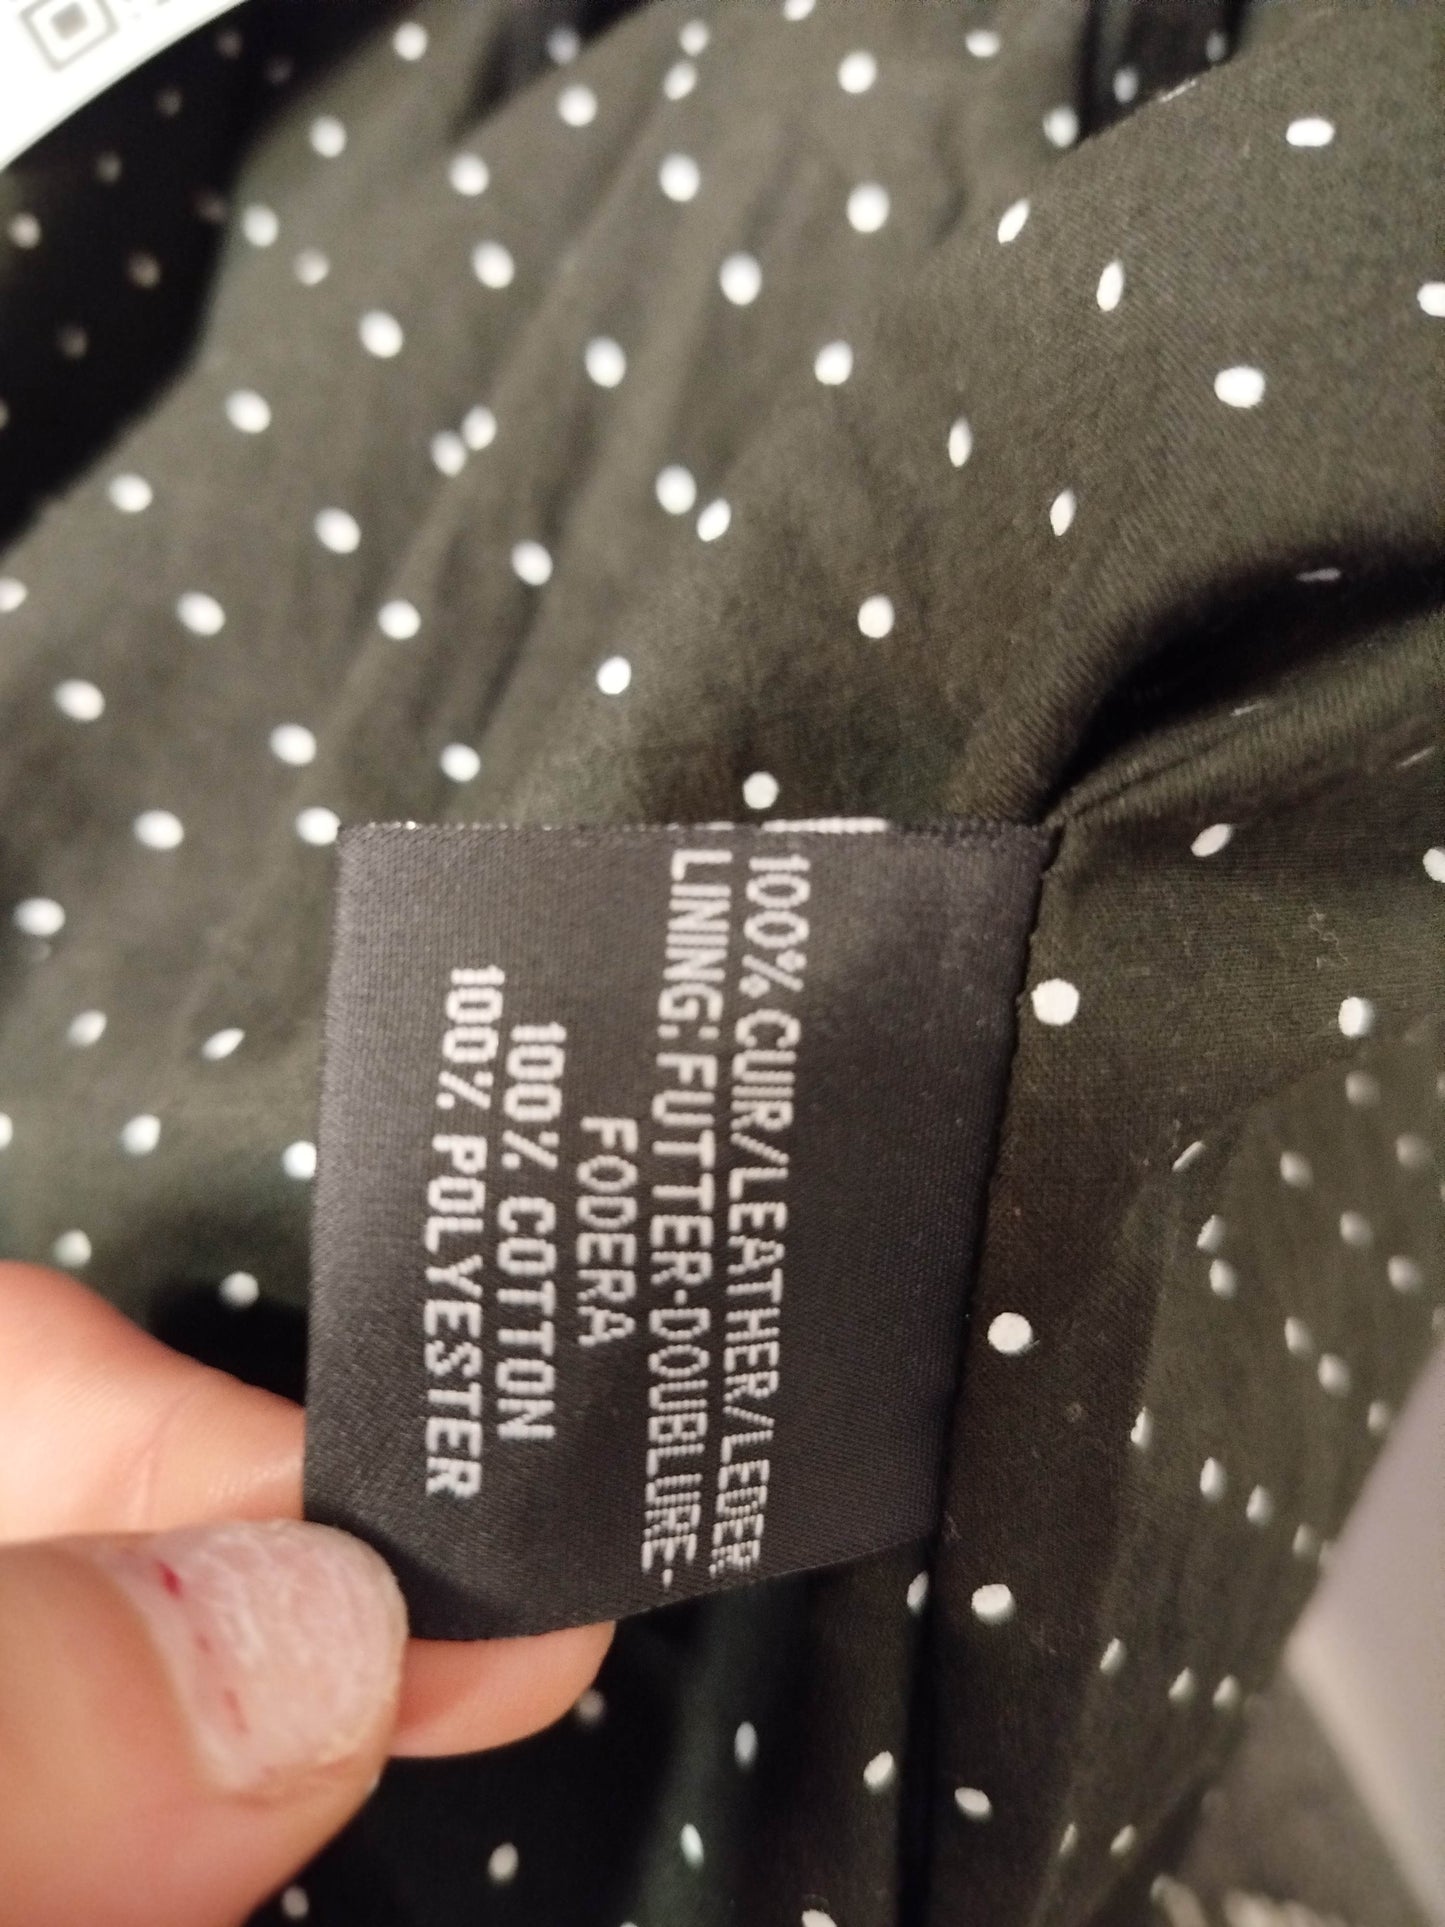 100% CUIR/LEATHER/LEDER
LINING:FUTTER-DOUBLURE-
FODERA
100% COTTON
100% POLYESTER